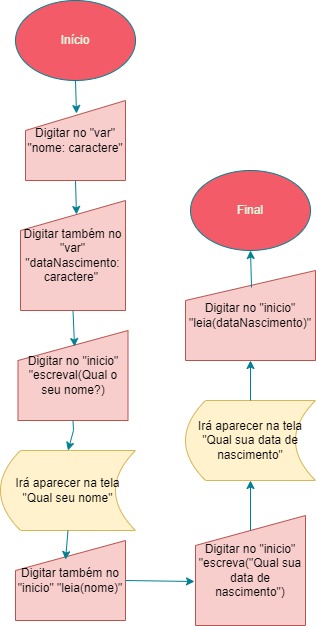 Início
Digitar no "var"
"nome: caractere"
Digitar também no
"var"
"dataNascimento:
caractere"
Digitar no "inicio"
"escreval(Qual o
seu nome?)
Irá aparecer na tela
"Qual seu nome"
Digitar também no
"inicio" "leia(nome)"
Digitar no "inicio"
"escreva("Qual sua
data de
nascimento")
Irá aparecer na tela
"Qual sua data de
nascimento"
Digitar no "inicio"
"leia(dataNascimento)"
Final